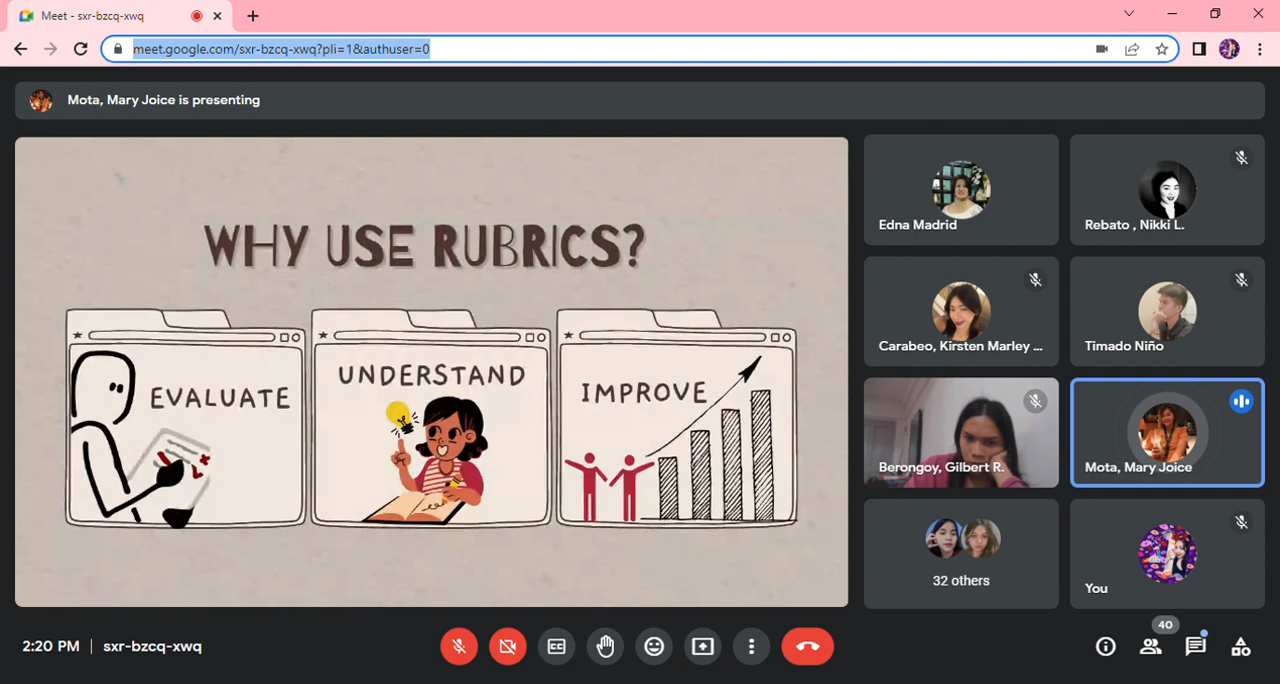 Meet - sxr-bzcq-xwq
meet.google.com/sxr-bzcq-xwq?pli=1&authuser=0
Mota, Mary Joice is presenting
WHY USE RUBRICS?
EVALUATE
UNDERSTAND
IMPROVE
Edna Madrid
Rebato , Nikki L.
Carabeo, Kirsten Marley ...
Timado Niño
Berongoy, Gilbert R.
Mota, Mary Joice
32 others
You
2:20 PM | sxr-bzcq-xwq
CC
40